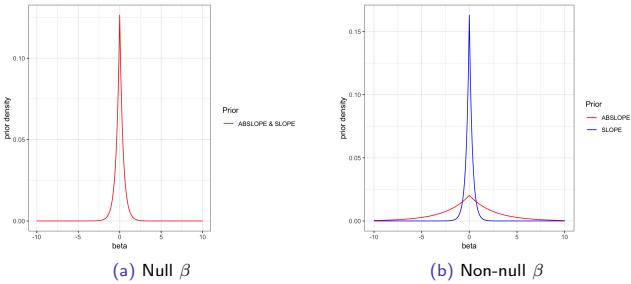 0.10
0.05
0.00
prior density
-10 -5 0 5 10
beta
Prior
ABSLOPE & SLOPE
(a) Null β
0.15
0.10
0.05
0.00
prior density
-10 -5 0 5 10
beta
Prior
ABSLOPE
SLOPE
(b) Non-null β